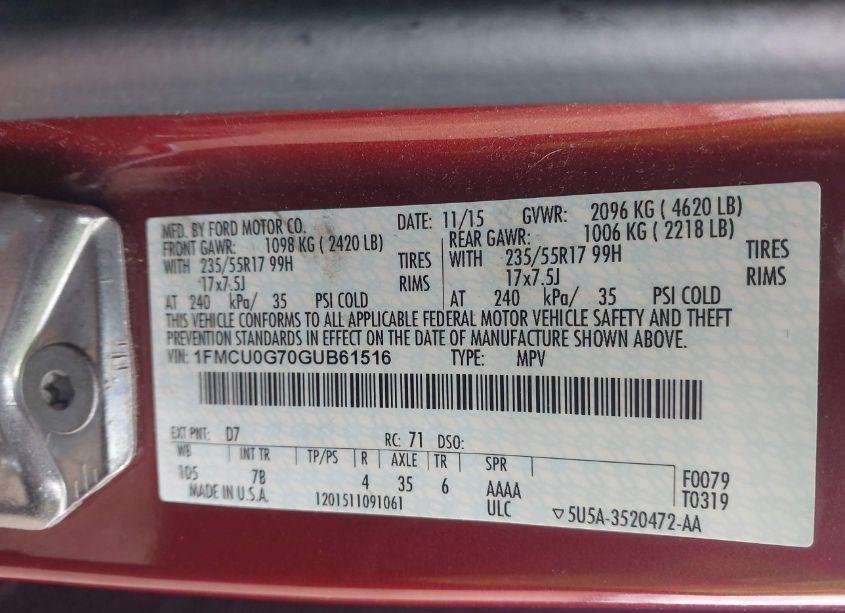 MFD. BY FORD MOTOR CO. DATE: 11/15 GVWR: 2096 KG ( 4620 LB)
FRONT GAWR: 1098 KG ( 2420 LB) REAR GAWR: 1006 KG ( 2218 LB)
WITH 235/55R17 99H TIRES WITH 235/55R17 99H TIRES
17x7.5J RIMS 17x7.5J RIMS
AT 240 kPa/ 35 PSI COLD AT 240 kPa/ 35 PSI COLD
THIS VEHICLE CONFORMS TO ALL APPLICABLE FEDERAL MOTOR VEHICLE SAFETY AND THEFT
PREVENTION STANDARDS IN EFFECT ON THE DATE OF MANUFACTURE SHOWN ABOVE.
VIN: 1FMCU0G70GUB61516 TYPE: MPV
EXT PNT: D7 RC: 71 DSO:
WB INT TR TP/PS R AXLE TR SPR
105 7B 4 35 6 AAAA F0079
MADE IN U.S.A. 1201511091061 ULC T0319
▽5U5A-3520472-AA